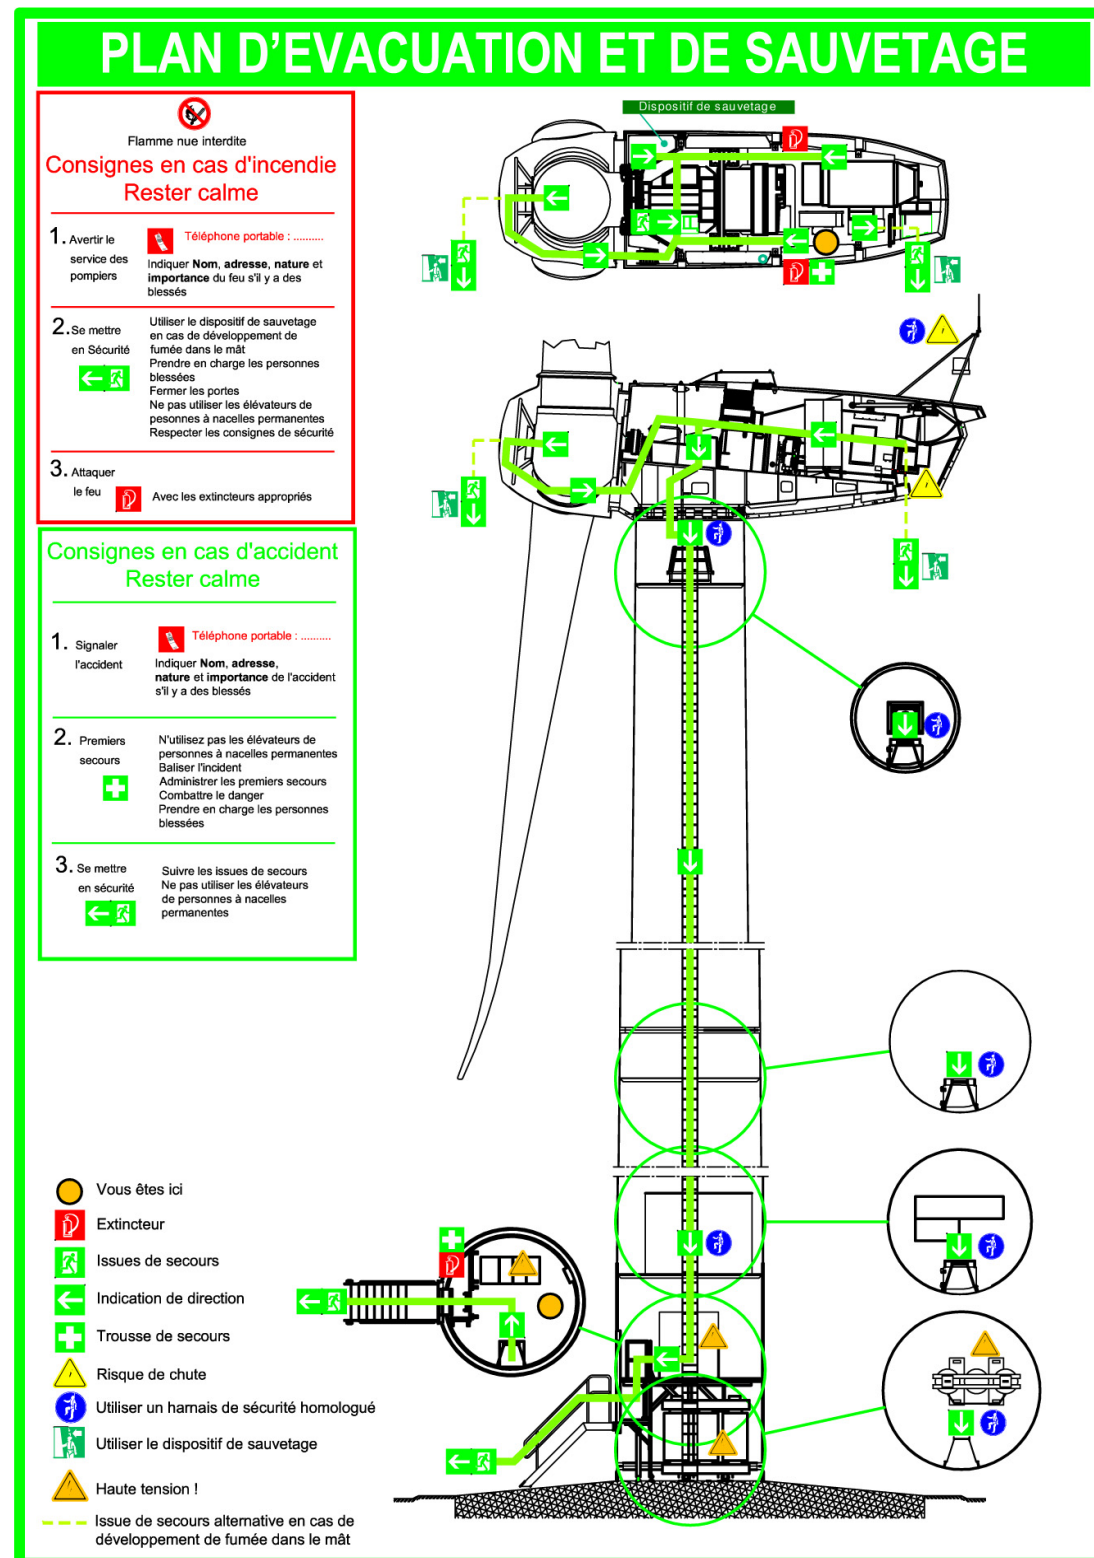 PLAN D'EVACUATION ET DE SAUVETAGE
Flamme nue interdite
Consignes en cas d'incendie
Rester calme
1. Avertir le
service des
pompiers
Téléphone portable : ..........
Indiquer Nom, adresse, nature et
importance du feu s'il y a des
blessés
2. Se mettre
en Sécurité
Utiliser le dispositif de sauvetage
en cas de développement de
fumée dans le mât
Prendre en charge les personnes
blessées
Fermer les portes
Ne pas utiliser les élévateurs de
pesonnes à nacelles permanentes
Respecter les consignes de sécurité
3. Attaquer
le feu
Avec les extincteurs appropriés
Consignes en cas d'accident
Rester calme
1. Signaler
l'accident
Téléphone portable : ..........
Indiquer Nom, adresse,
nature et importance de l'accident
s'il y a des blessés
2. Premiers
secours
N'utilisez pas les élévateurs de
personnes à nacelles permanentes
Baliser l'incident
Administrer les premiers secours
Combattre le danger
Prendre en charge les personnes
blessées
3. Se mettre
en sécurité
Suivre les issues de secours
Ne pas utiliser les élévateurs
de personnes à nacelles
permanentes
Dispositif de sauvetage
Vous êtes ici
Extincteur
Issues de secours
Indication de direction
Trousse de secours
Risque de chute
Utiliser un harnais de sécurité homologué
Utiliser le dispositif de sauvetage
Haute tension !
Issue de secours alternative en cas de
développement de fumée dans le mât